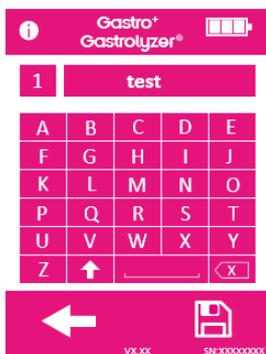 i
Gastro+
Gastrolyzer®
1 test
A B C D E
F G H I J
K L M N O
P Q R S T
U V W X Y
Z X
VX.XX SN:XXXXXXXX